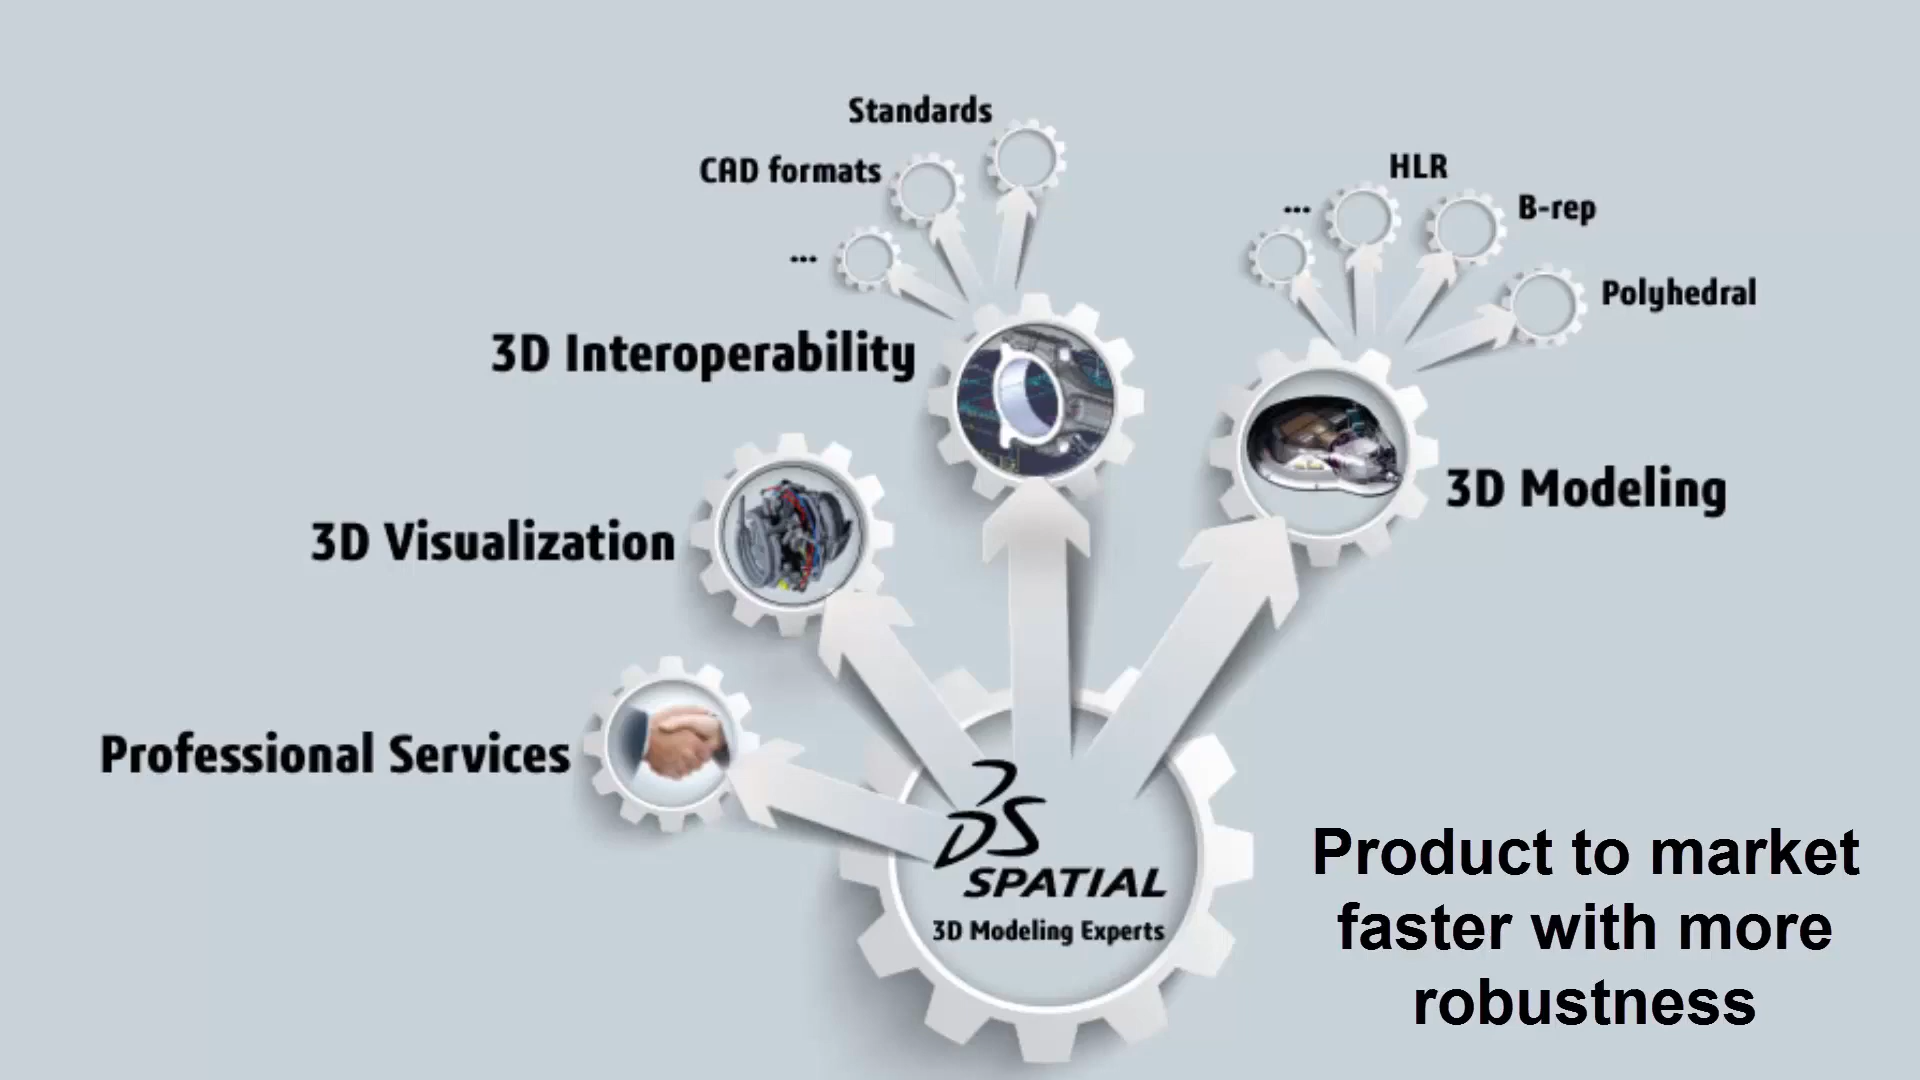 Standards
CAD formats
...
HLR
...
B-rep
Polyhedral
3D Interoperability
3D Modeling
3D Visualization
Professional Services
3DS
SPATIAL
3D Modeling Experts
Product to market
faster with more
robustness